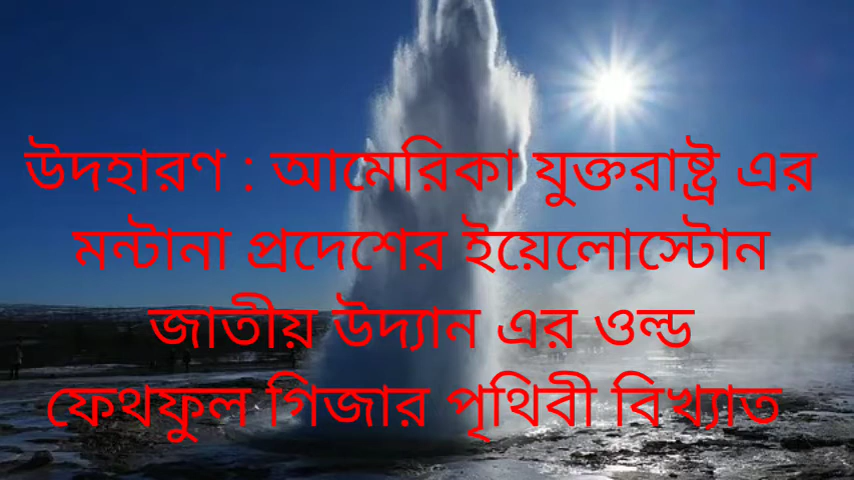 উদহারণ : আমেরিকা যুক্তরাষ্ট্র এর
মন্টানা প্রদেশের ইয়েলোস্টোন
জাতীয় উদ্যান এর ওল্ড
ফেথফুল গিজার পৃথিবী বিখ্যাত